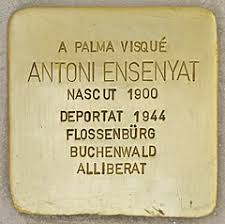 A PALMA VISQUÉ
ANTONI ENSENYAT
NASCUT 1900
DEPORTAT 1944
FLOSSENBÜRG
BUCHENWALD
ALLIBERAT